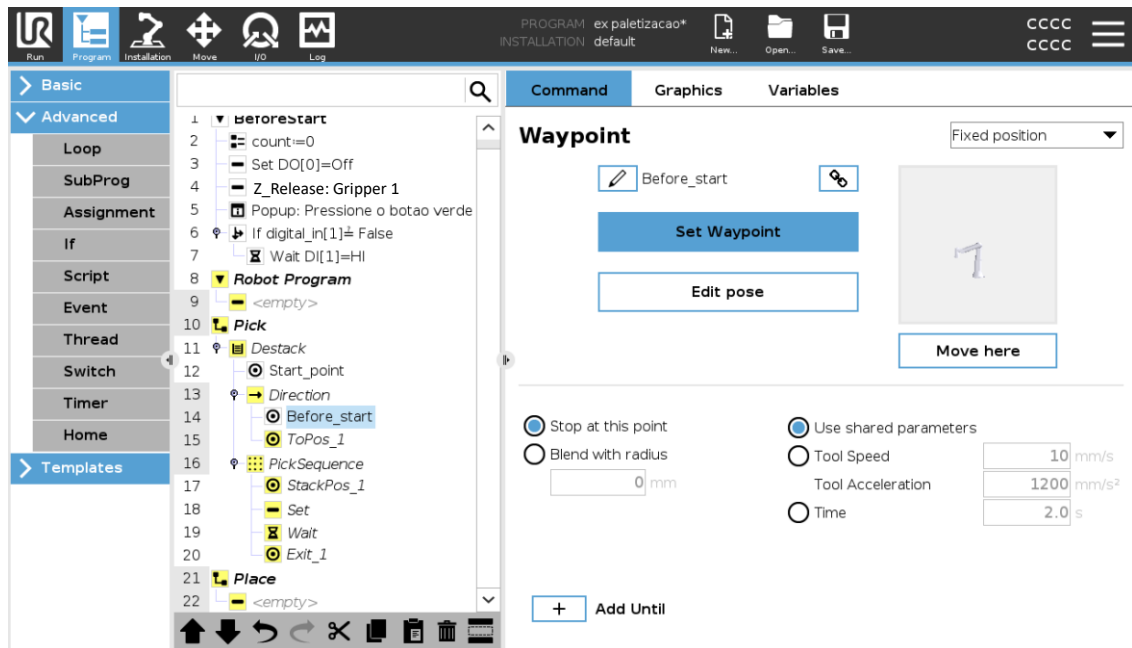 UR
PROGRAM ex paletizacao*
INSTALLATION default
CCCC
CCCC
Run Program Installation Move I/O Log New... Open... Save...
Basic
Advanced
Loop
SubProg
Assignment
If
Script
Event
Thread
Switch
Timer
Home
Templates
1 BeforeStart
2 count:=0
3 Set DO[0]=Off
4 Z_Release: Gripper 1
5 Popup: Pressione o botao verde
6 If digital_in[1]≟ False
7 Wait DI[1]=HI
8 Robot Program
9 <empty>
10 Pick
11 Destack
12 Start_point
13 Direction
14 Before_start
15 ToPos_1
16 PickSequence
17 StackPos_1
18 Set
19 Wait
20 Exit_1
21 Place
22 <empty>
Command Graphics Variables
Waypoint
Fixed position
Before_start
Set Waypoint
Edit pose
Move here
Stop at this point
Use shared parameters
Blend with radius
Tool Speed 10 mm/s
0 mm
Tool Acceleration 1200 mm/s²
Time 2.0 s
+ Add Until